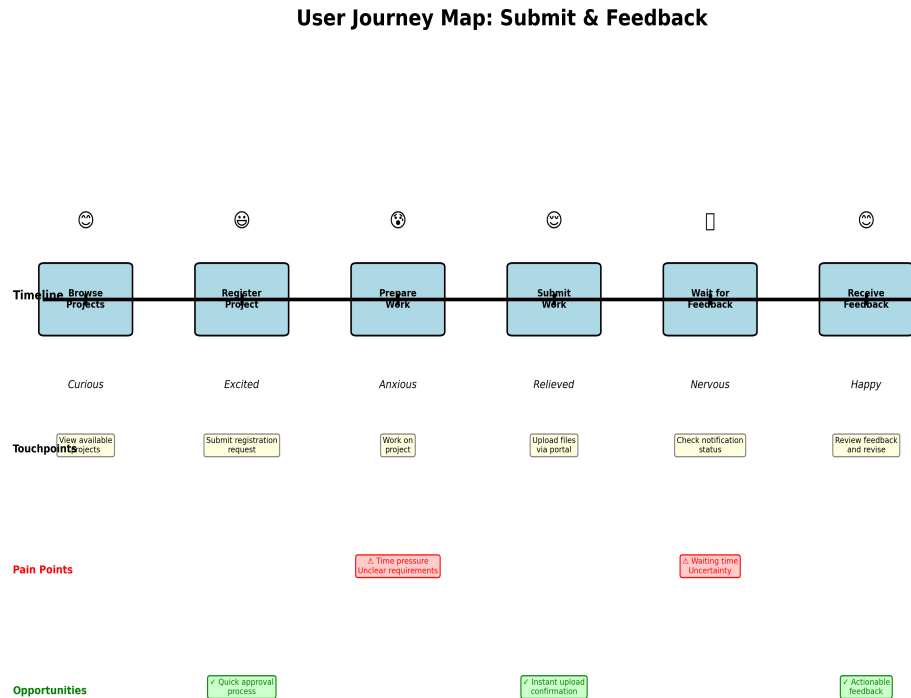 User Journey Map: Submit & Feedback
😊 😃 😰 😌 😊
Timeline
Browse
Projects
Register
Project
Prepare
Work
Submit
Work
Wait for
Feedback
Receive
Feedback
Curious
Excited
Anxious
Relieved
Nervous
Happy
Touchpoints
View available
projects
Submit registration
request
Work on
project
Upload files
via portal
Check notification
status
Review feedback
and revise
Pain Points
⚠ Time pressure
Unclear requirements
⚠ Waiting time
Uncertainty
Opportunities
✓ Quick approval
process
✓ Instant upload
confirmation
✓ Actionable
feedback